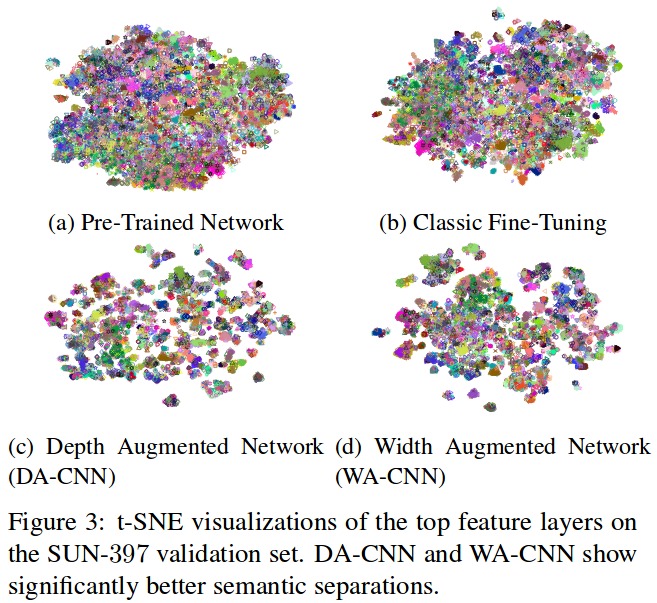 (a) Pre-Trained Network
(b) Classic Fine-Tuning
(c) Depth Augmented Network
(DA-CNN)
(d) Width Augmented Network
(WA-CNN)
Figure 3: t-SNE visualizations of the top feature layers on
the SUN-397 validation set. DA-CNN and WA-CNN show
significantly better semantic separations.